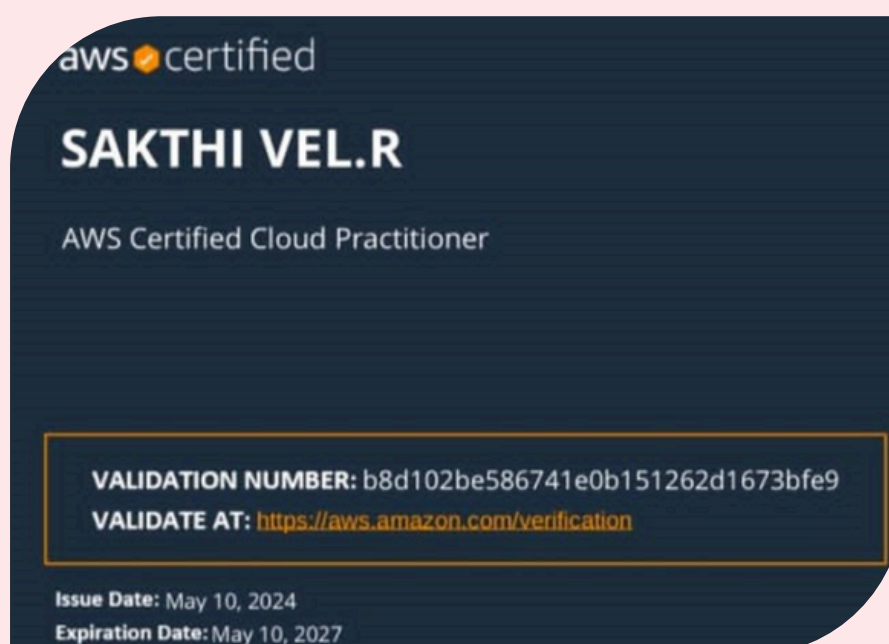 aws certified
SAKTHI VEL.R
AWS Certified Cloud Practitioner
VALIDATION NUMBER: b8d102be586741e0b151262d1673bfe9
VALIDATE AT: https://aws.amazon.com/verification
Issue Date: May 10, 2024
Expiration Date: May 10, 2027